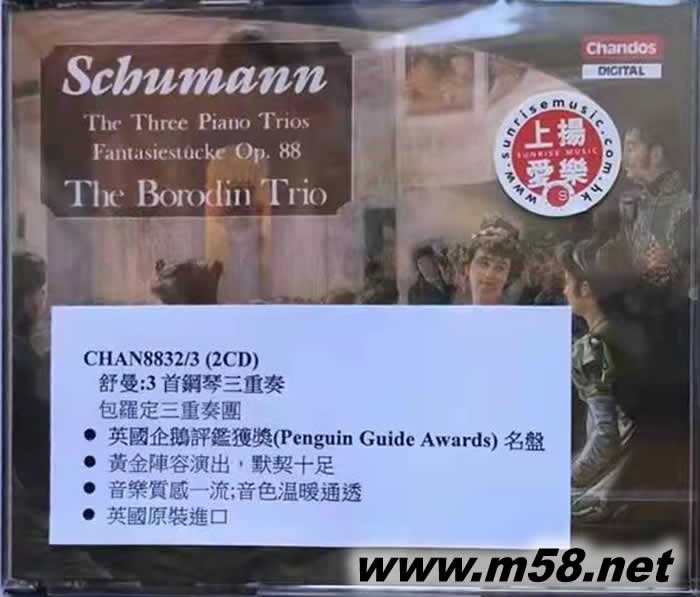 Schumann
The Three Piano Trios
Fantasiestücke Op. 88
The Borodin Trio
Chandos
DIGITAL
www.sunrisemusic.com.hk
上揚
SUNRISE MUSIC
愛樂
CHAN8832/3 (2CD)
舒曼:3 首鋼琴三重奏
包羅定三重奏團
● 英國企鵝評鑑獲獎(Penguin Guide Awards) 名盤
● 黃金陣容演出，默契十足
● 音樂質感一流;音色温暖通透
● 英國原裝進口
www.m58.net